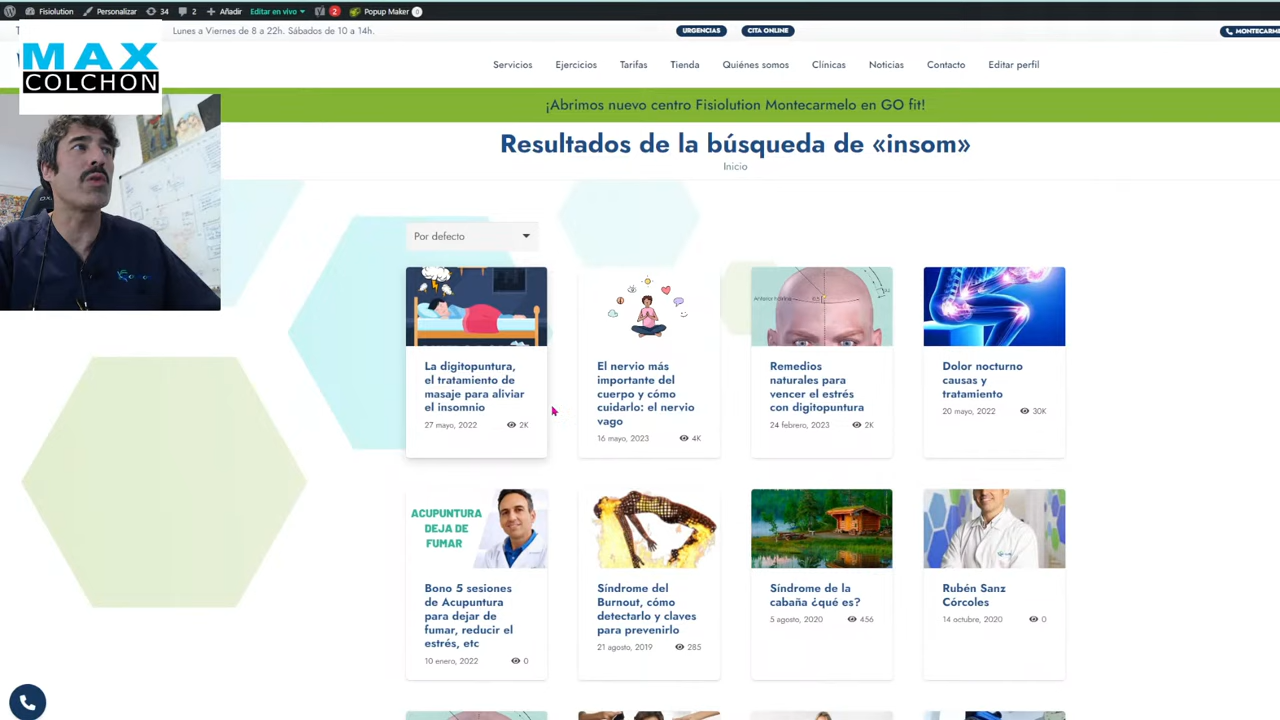 Fisiolution
Personalizar
34
2
Añadir
Editar en vivo
2
Popup Maker
0
Lunes a Viernes de 8 a 22h. Sábados de 10 a 14h.
URGENCIAS
CITA ONLINE
MAX
COLCHON
Servicios
Ejercicios
Tarifas
Tienda
Quiénes somos
Clínicas
Noticias
Contacto
Editar perfil
¡Abrimos nuevo centro Fisiolution Montecarmelo en GO fit!
Resultados de la búsqueda de «insom»
Inicio
Por defecto
La digitopuntura,
el tratamiento de
masaje para aliviar
el insomnio
27 mayo, 2022
2K
El nervio más
importante del
cuerpo y cómo
cuidarlo: el nervio
vago
16 mayo, 2023
4K
Remedios
naturales para
vencer el estrés
con digitopuntura
24 febrero, 2023
2K
Dolor nocturno
causas y
tratamiento
20 mayo, 2022
30K
ACUPUNTURA
DEJA DE
FUMAR
Bono 5 sesiones
de Acupuntura
para dejar de
fumar, reducir el
estrés, etc
10 enero, 2022
0
Síndrome del
Burnout, cómo
detectarlo y claves
para prevenirlo
21 agosto, 2019
285
Síndrome de la
cabaña ¿qué es?
5 agosto, 2020
456
Rubén Sanz
Córcoles
14 octubre, 2020
0